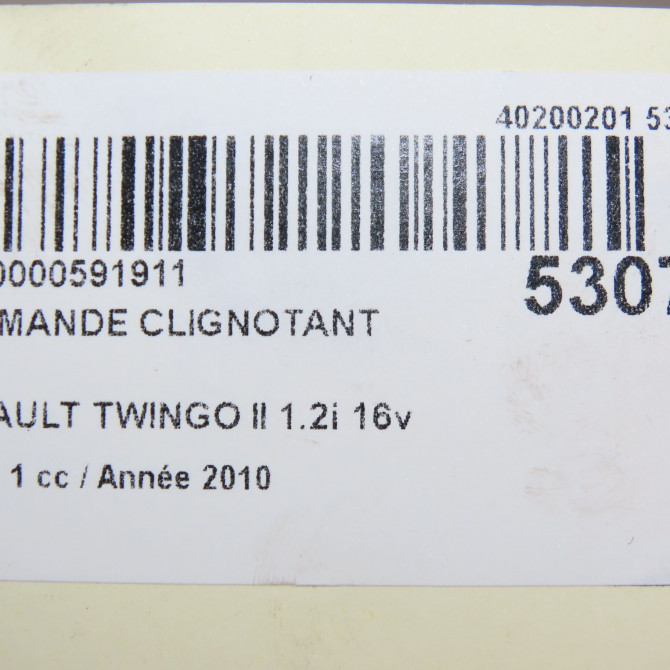 40200201 53
0000591911
5307
MANDE CLIGNOTANT
AULT TWINGO II 1.2i 16v
1 cc / Année 2010